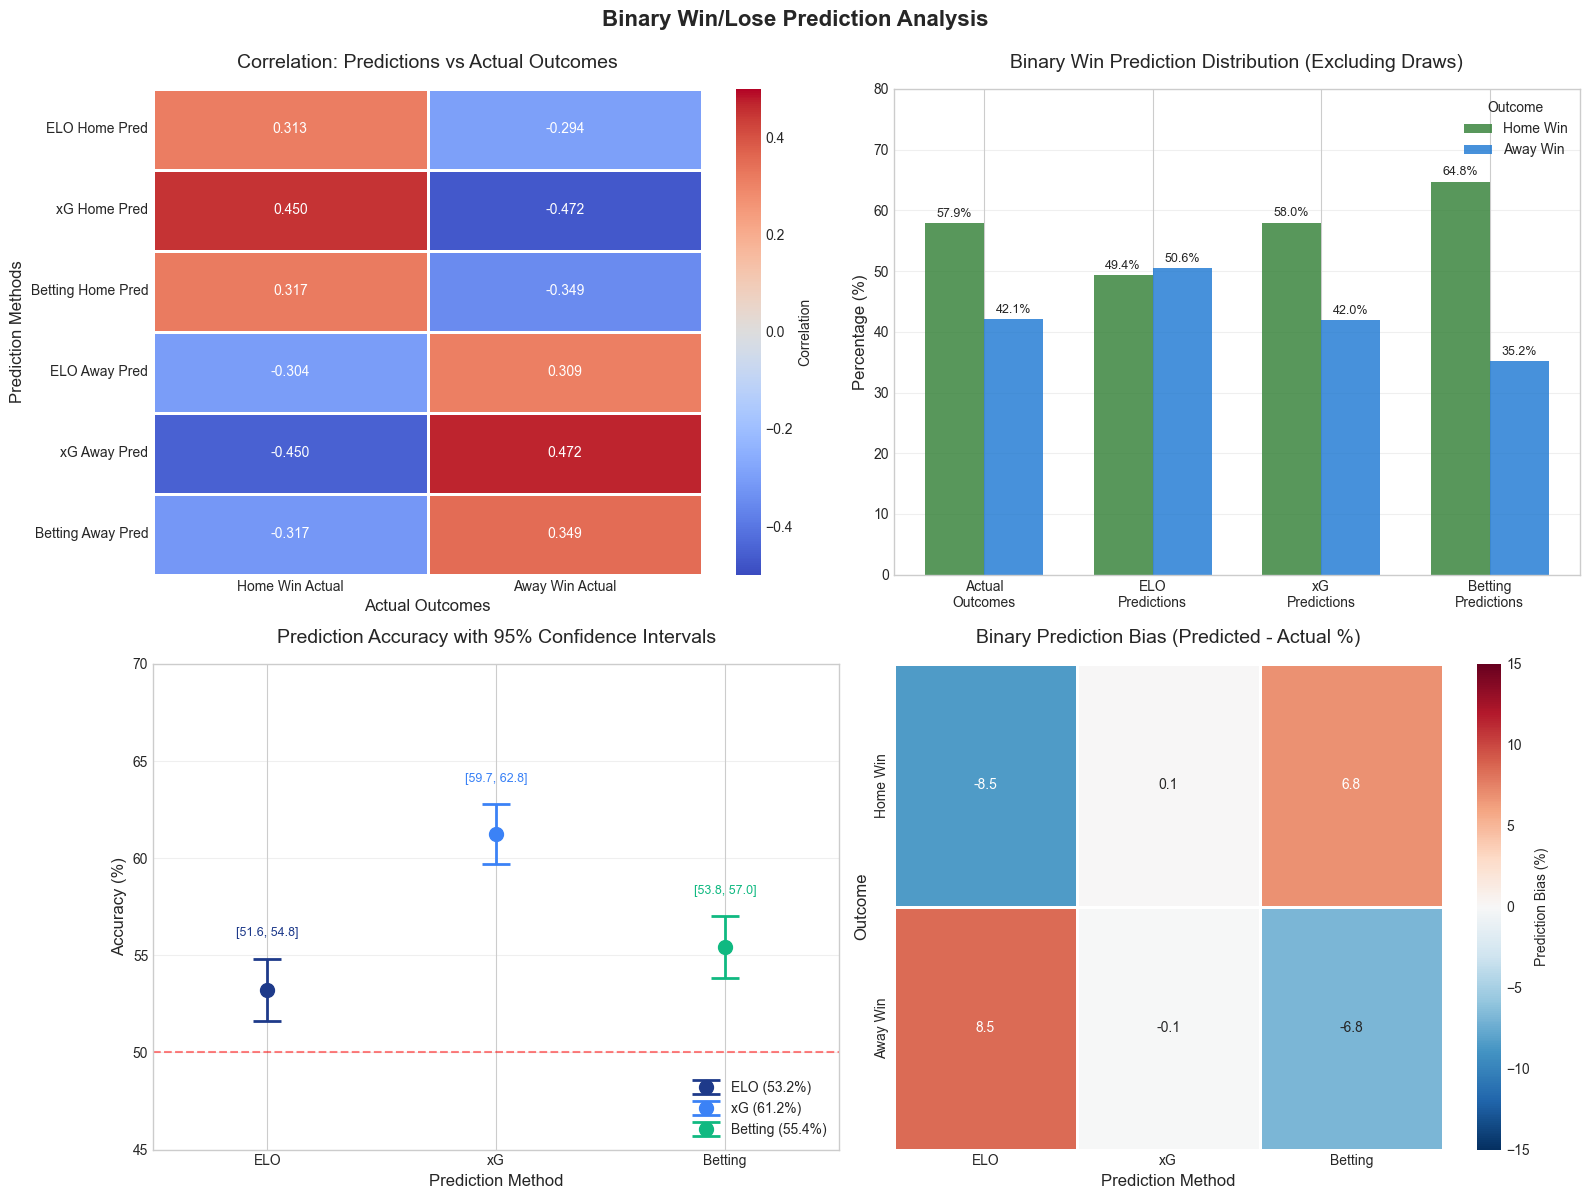 Binary Win/Lose Prediction Analysis
Correlation: Predictions vs Actual Outcomes
Prediction Methods
ELO Home Pred
0.313
-0.294
xG Home Pred
0.450
-0.472
Betting Home Pred
0.317
-0.349
ELO Away Pred
-0.304
0.309
xG Away Pred
-0.450
0.472
Betting Away Pred
-0.317
0.349
Home Win Actual
Away Win Actual
Actual Outcomes
0.4
0.2
0.0
−0.2
−0.4
Correlation
Binary Win Prediction Distribution (Excluding Draws)
Percentage (%)
80
70
60
50
40
30
20
10
0
Outcome
Home Win
Away Win
57.9%
42.1%
49.4%
50.6%
58.0%
42.0%
64.8%
35.2%
Actual
Outcomes
ELO
Predictions
xG
Predictions
Betting
Predictions
Prediction Accuracy with 95% Confidence Intervals
Accuracy (%)
70
65
60
55
50
45
[51.6, 54.8]
[59.7, 62.8]
[53.8, 57.0]
ELO (53.2%)
xG (61.2%)
Betting (55.4%)
ELO
xG
Betting
Prediction Method
Binary Prediction Bias (Predicted - Actual %)
Outcome
Home Win
-8.5
0.1
6.8
Away Win
8.5
-0.1
-6.8
ELO
xG
Betting
Prediction Method
15
10
5
0
−5
−10
−15
Prediction Bias (%)